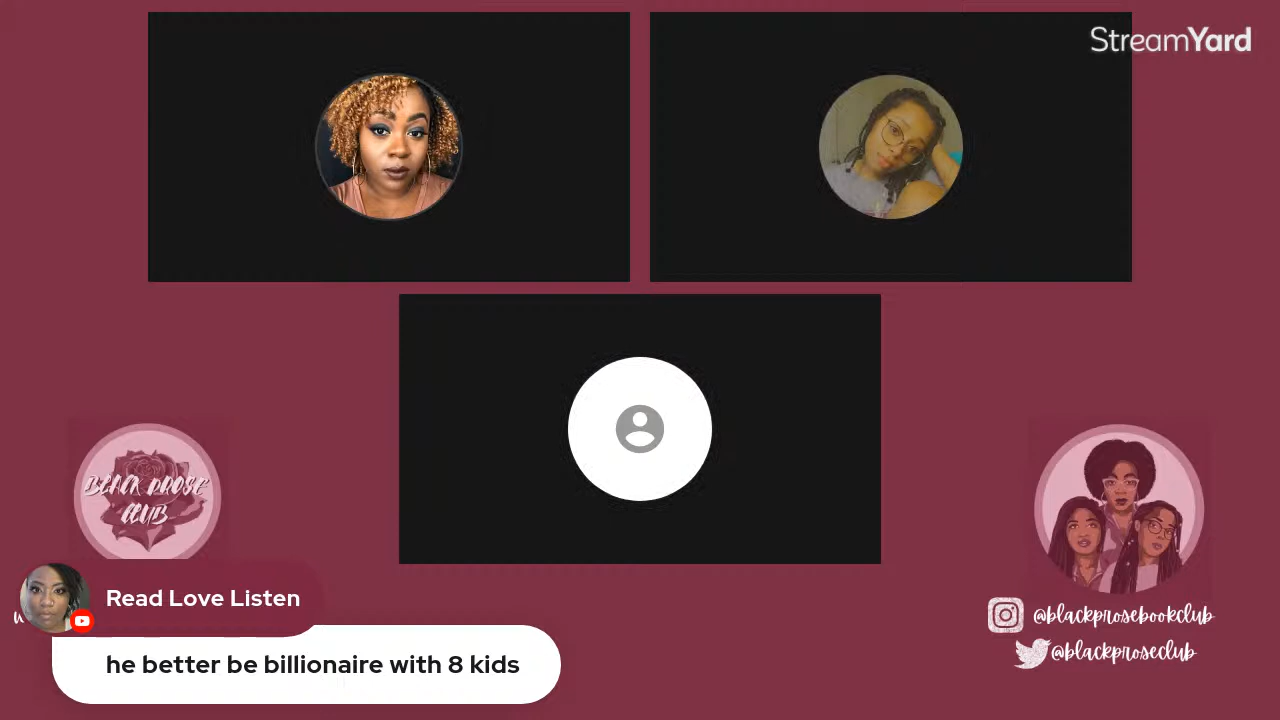 StreamYard
BLACK PROSE
CLUB
Read Love Listen
he better be billionaire with 8 kids
@blackprosebookclub
@blackproseclub